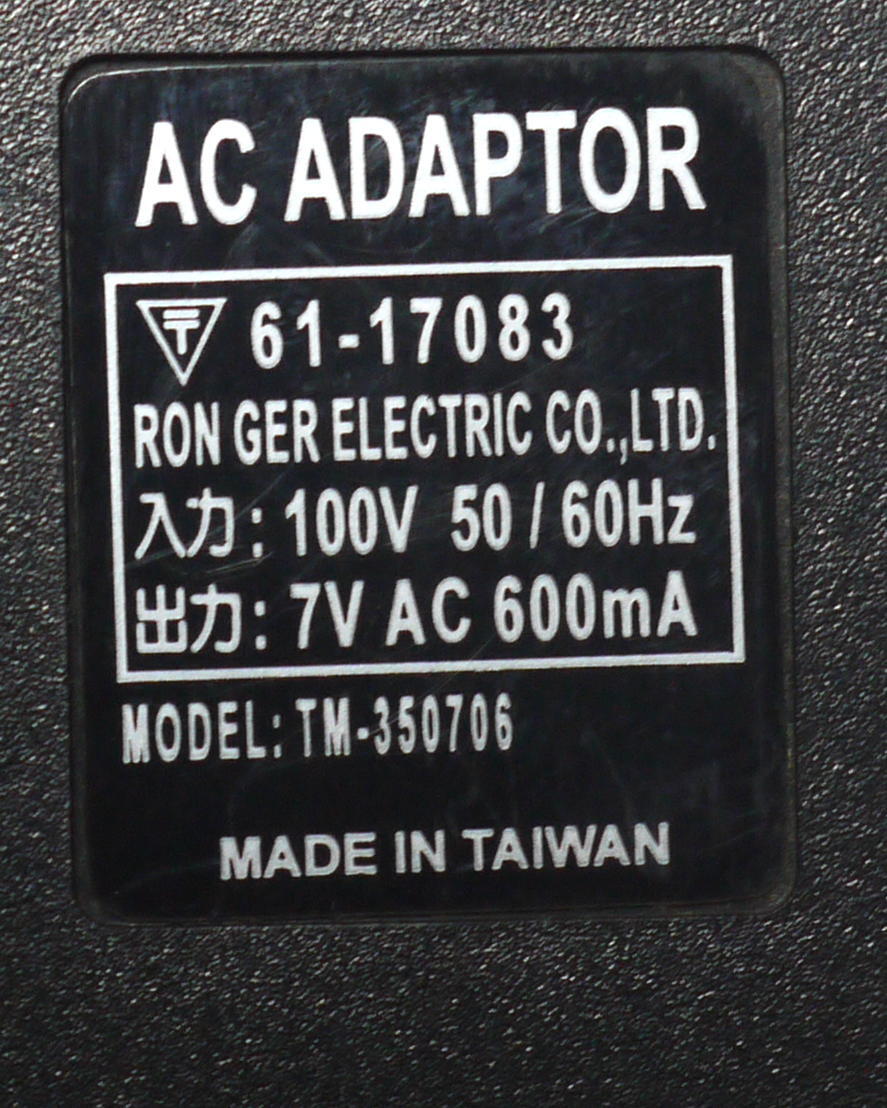 AC ADAPTOR
〒 61-17083
RON GER ELECTRIC CO.,LTD.
入力: 100V 50 / 60Hz
出力: 7V AC 600mA
MODEL: TM-350706
MADE IN TAIWAN